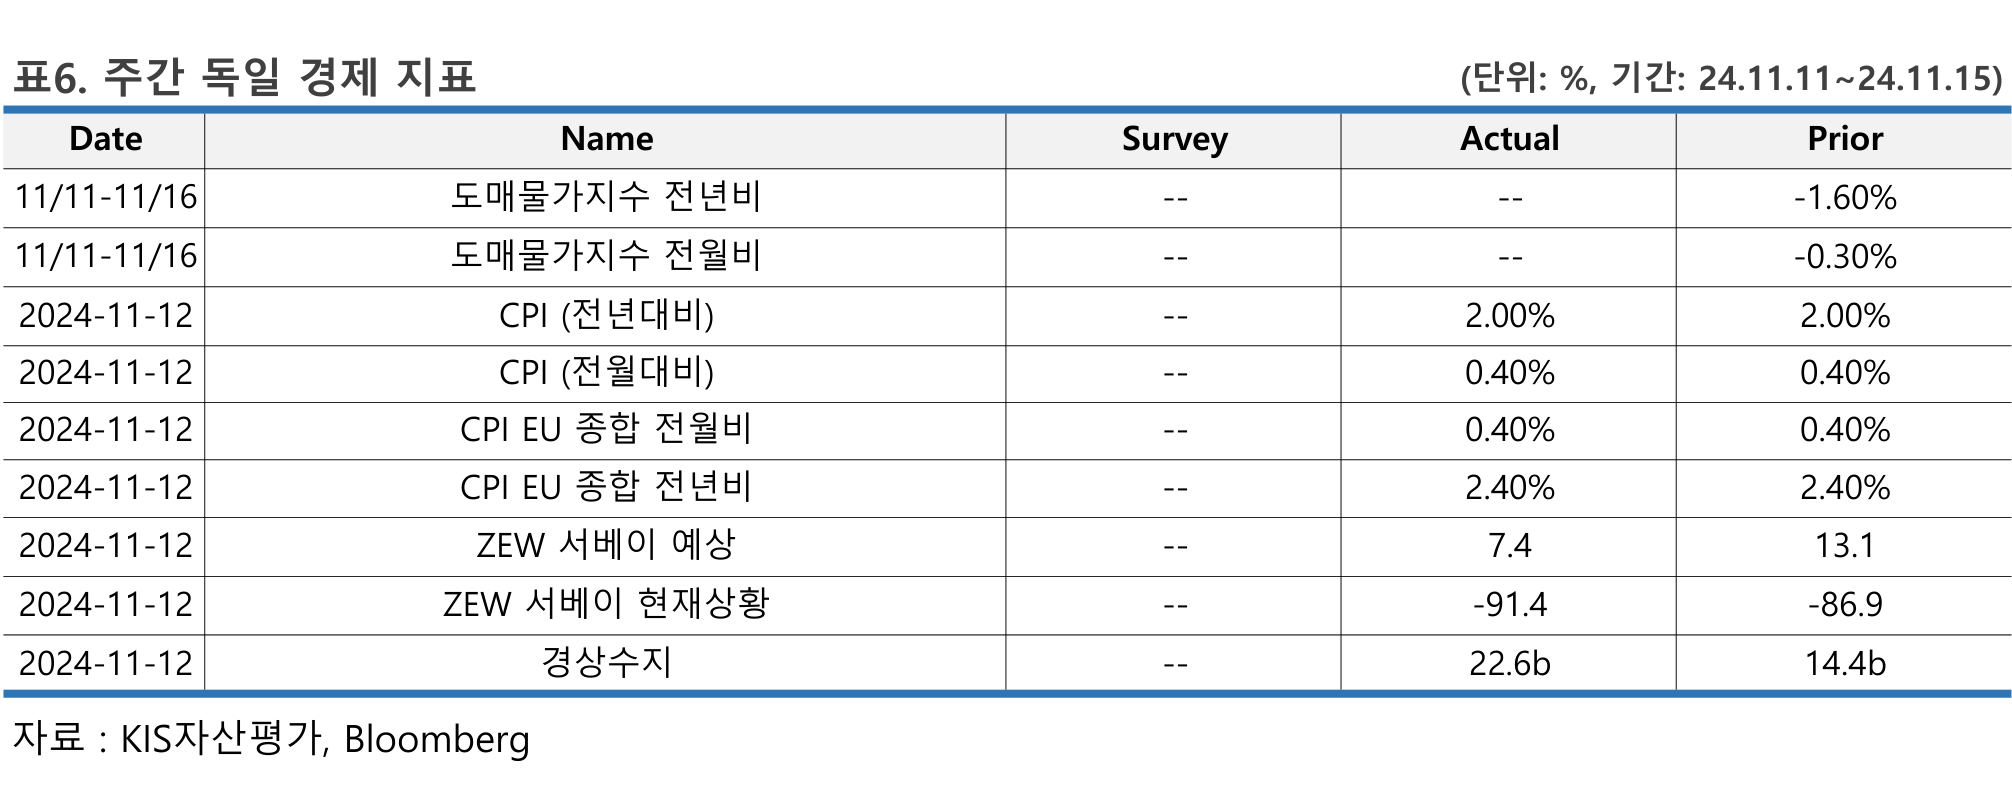 표6. 주간 독일 경제 지표 (단위: %, 기간: 24.11.11~24.11.15)
Date Name Survey Actual Prior
11/11-11/16 도매물가지수 전년비 -- -- -1.60%
11/11-11/16 도매물가지수 전월비 -- -- -0.30%
2024-11-12 CPI (전년대비) -- 2.00% 2.00%
2024-11-12 CPI (전월대비) -- 0.40% 0.40%
2024-11-12 CPI EU 종합 전월비 -- 0.40% 0.40%
2024-11-12 CPI EU 종합 전년비 -- 2.40% 2.40%
2024-11-12 ZEW 서베이 예상 -- 7.4 13.1
2024-11-12 ZEW 서베이 현재상황 -- -91.4 -86.9
2024-11-12 경상수지 -- 22.6b 14.4b
자료 : KIS자산평가, Bloomberg